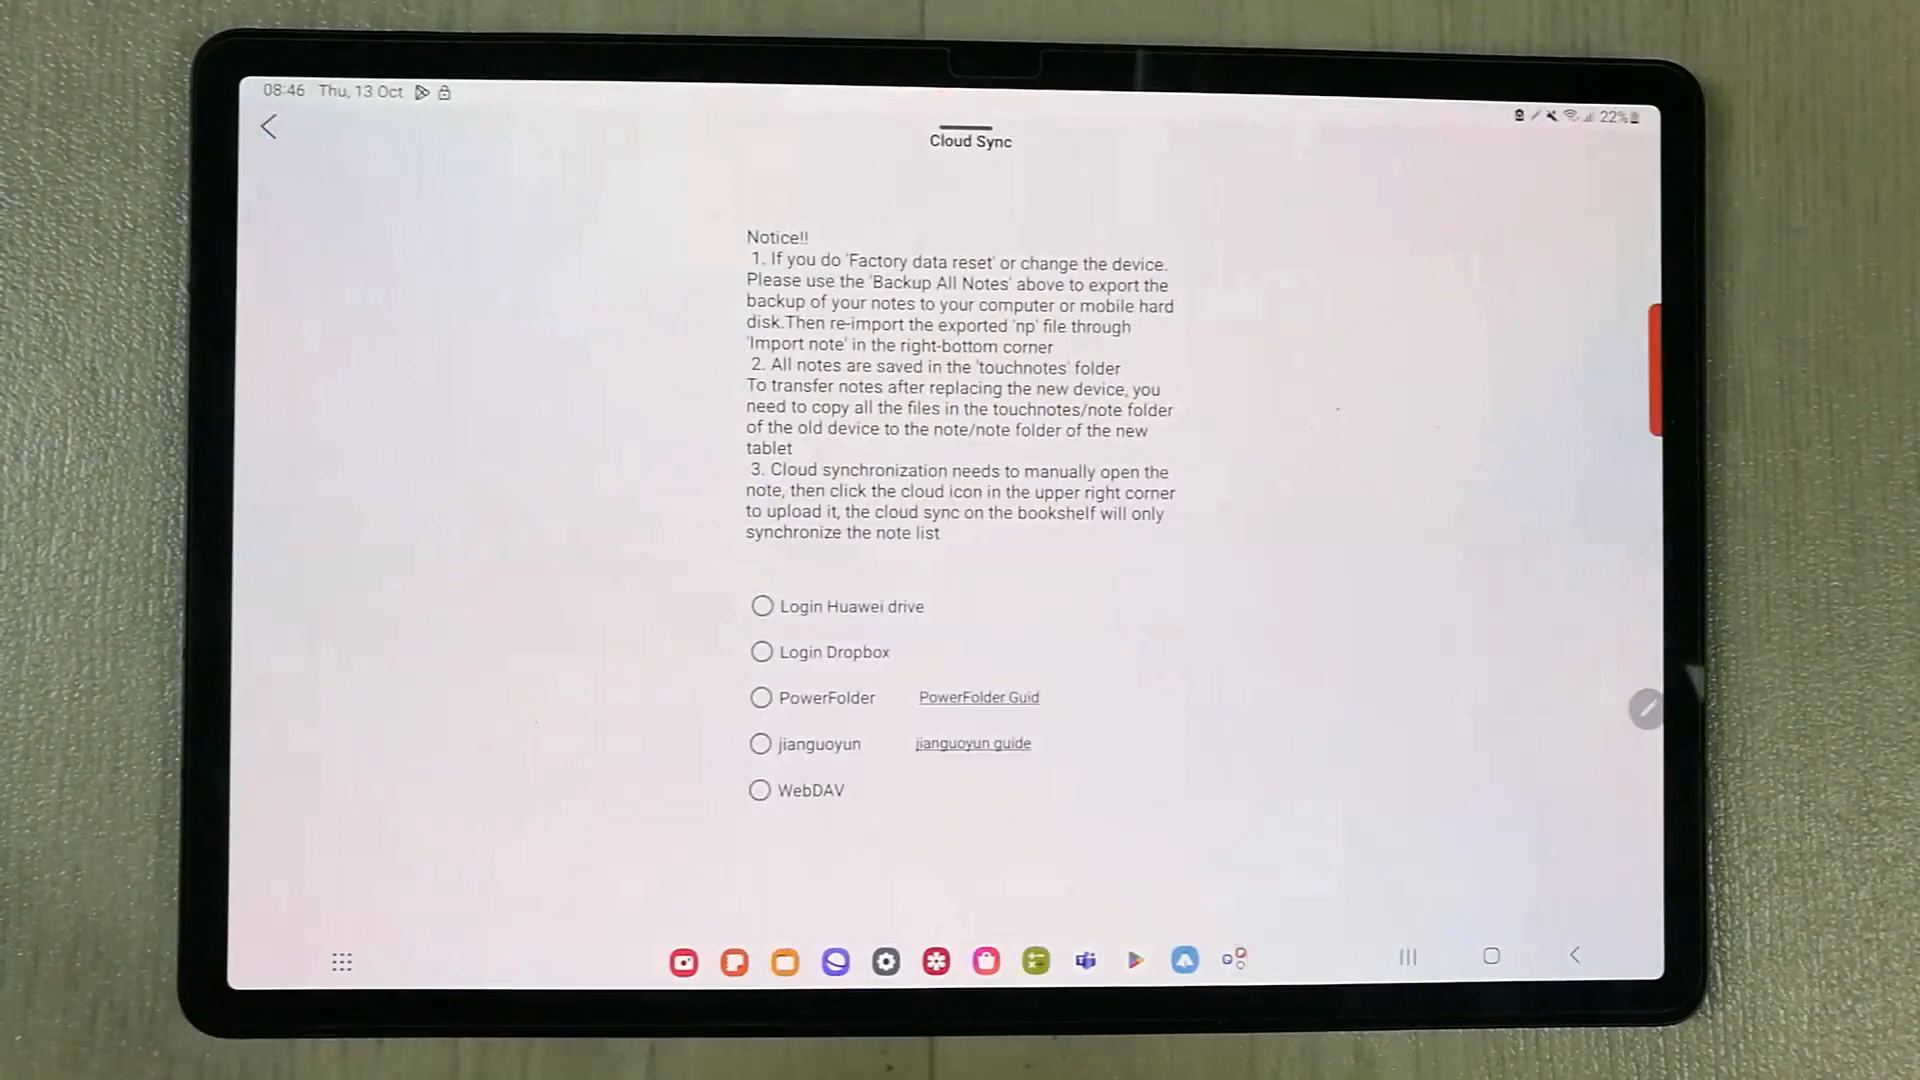 08:46 Thu, 13 Oct
22%
Cloud Sync
Notice!!
1. If you do 'Factory data reset' or change the device.
Please use the 'Backup All Notes' above to export the
backup of your notes to your computer or mobile hard
disk.Then re-import the exported 'np' file through
'Import note' in the right-bottom corner
2. All notes are saved in the 'touchnotes' folder
To transfer notes after replacing the new device, you
need to copy all the files in the touchnotes/note folder
of the old device to the note/note folder of the new
tablet
3. Cloud synchronization needs to manually open the
note, then click the cloud icon in the upper right corner
to upload it, the cloud sync on the bookshelf will only
synchronize the note list
Login Huawei drive
Login Dropbox
PowerFolder PowerFolder Guid
jianguoyun jianguoyun guide
WebDAV